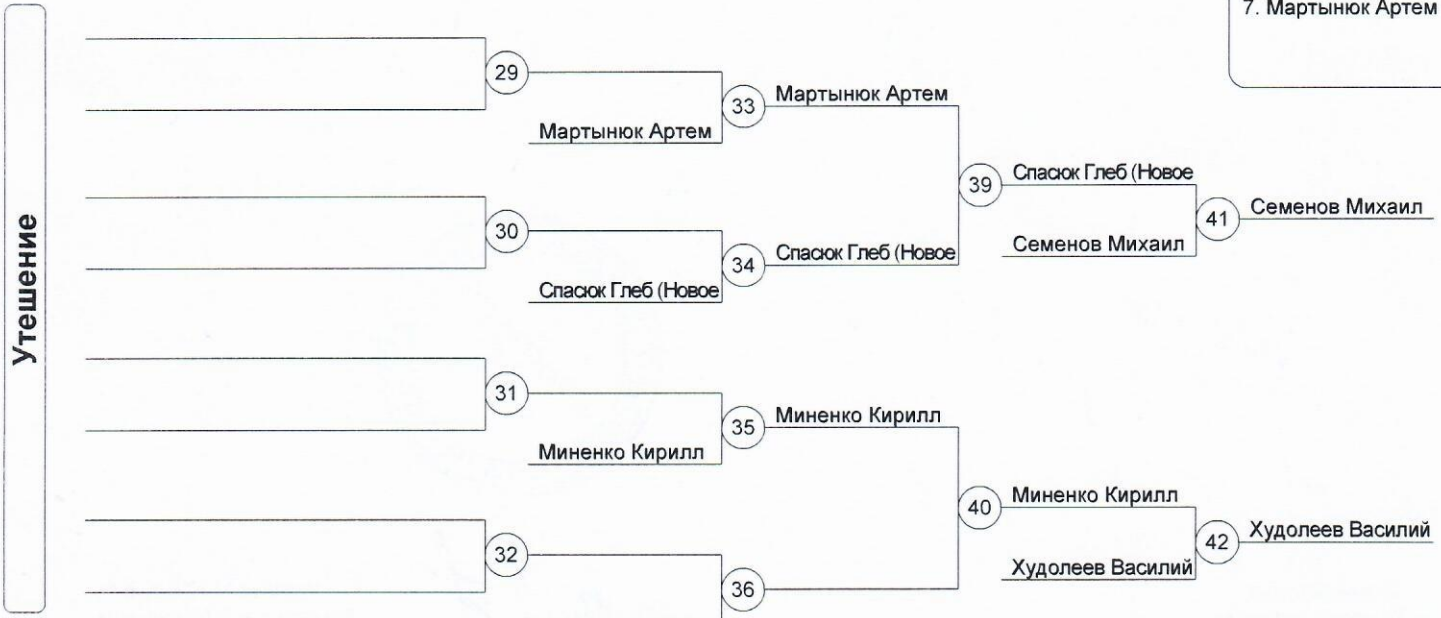 7. Мартынюк Артем
Утешение
29
Мартынюк Артем
33
Мартынюк Артем
30
Спасюк Глеб (Новое
34
Спасюк Глеб (Новое
39
Спасюк Глеб (Новое
Семенов Михаил
41
Семенов Михаил
31
Миненко Кирилл
35
Миненко Кирилл
32
36
40
Миненко Кирилл
Худолеев Василий
42
Худолеев Василий